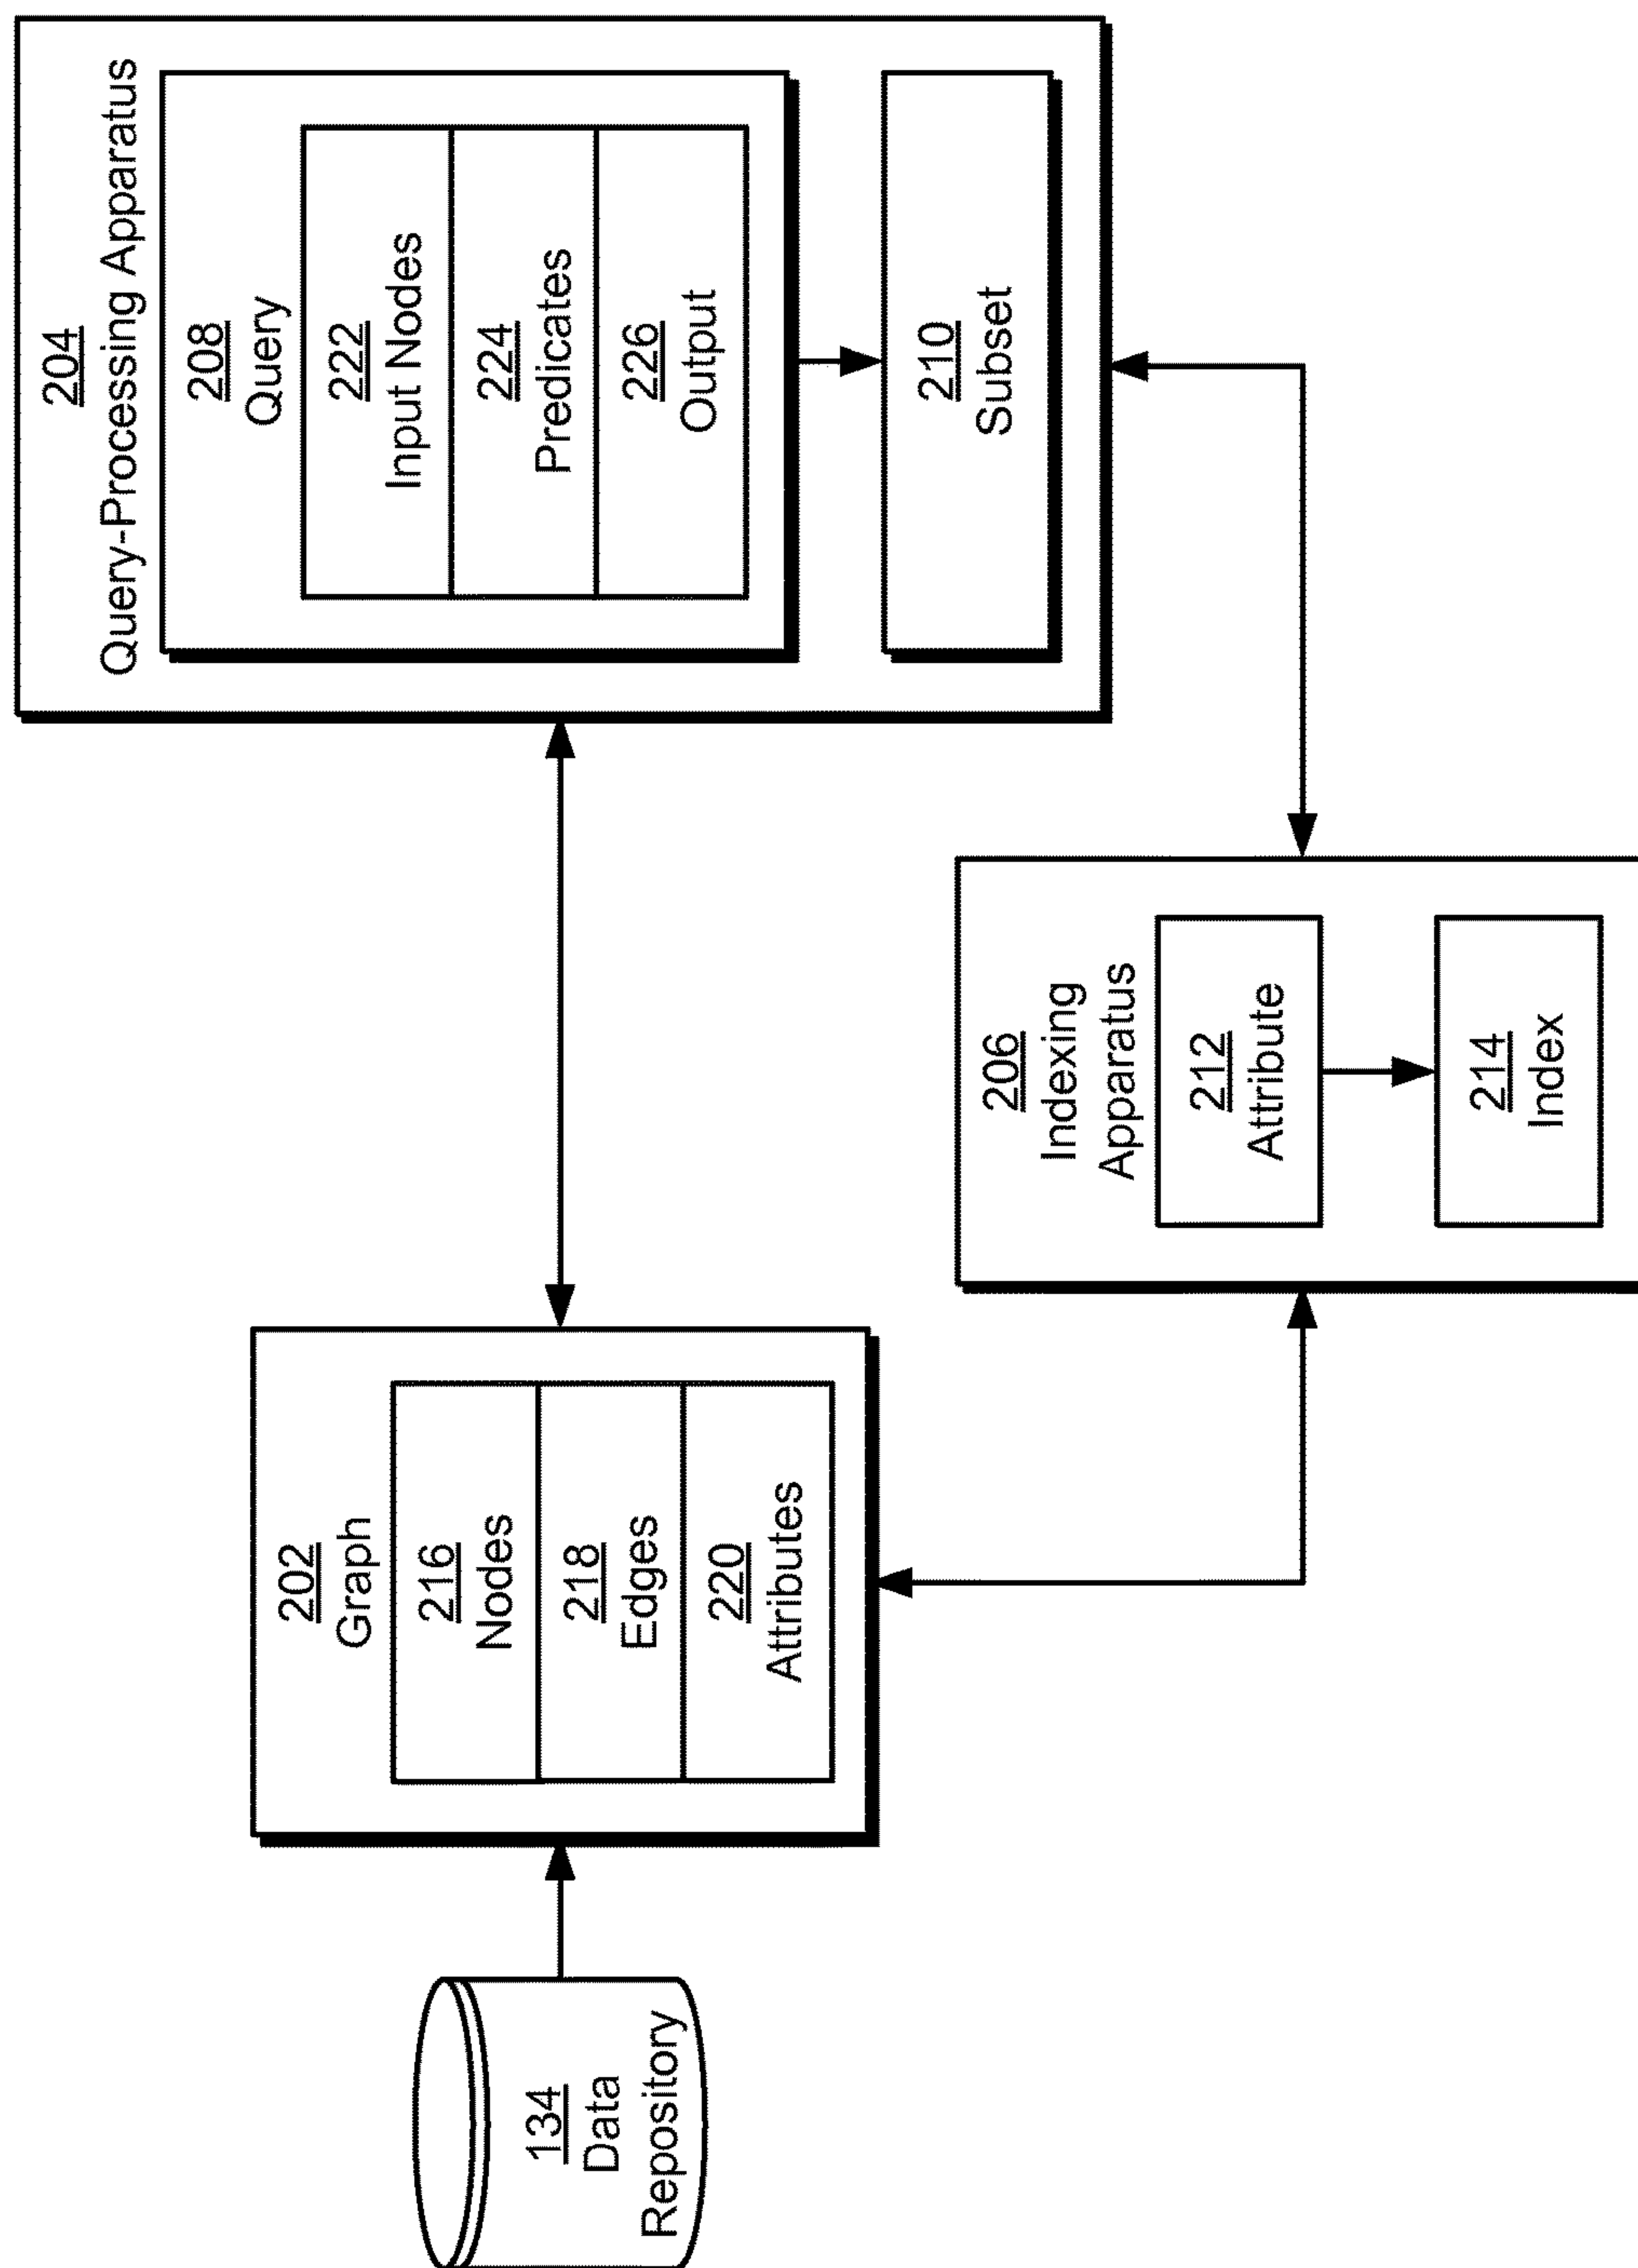 134
Data
Repository
202
Graph
216
Nodes
218
Edges
220
Attributes
204
Query-Processing Apparatus
208
Query
222
Input Nodes
224
Predicates
226
Output
210
Subset
206
Indexing
Apparatus
212
Attribute
214
Index